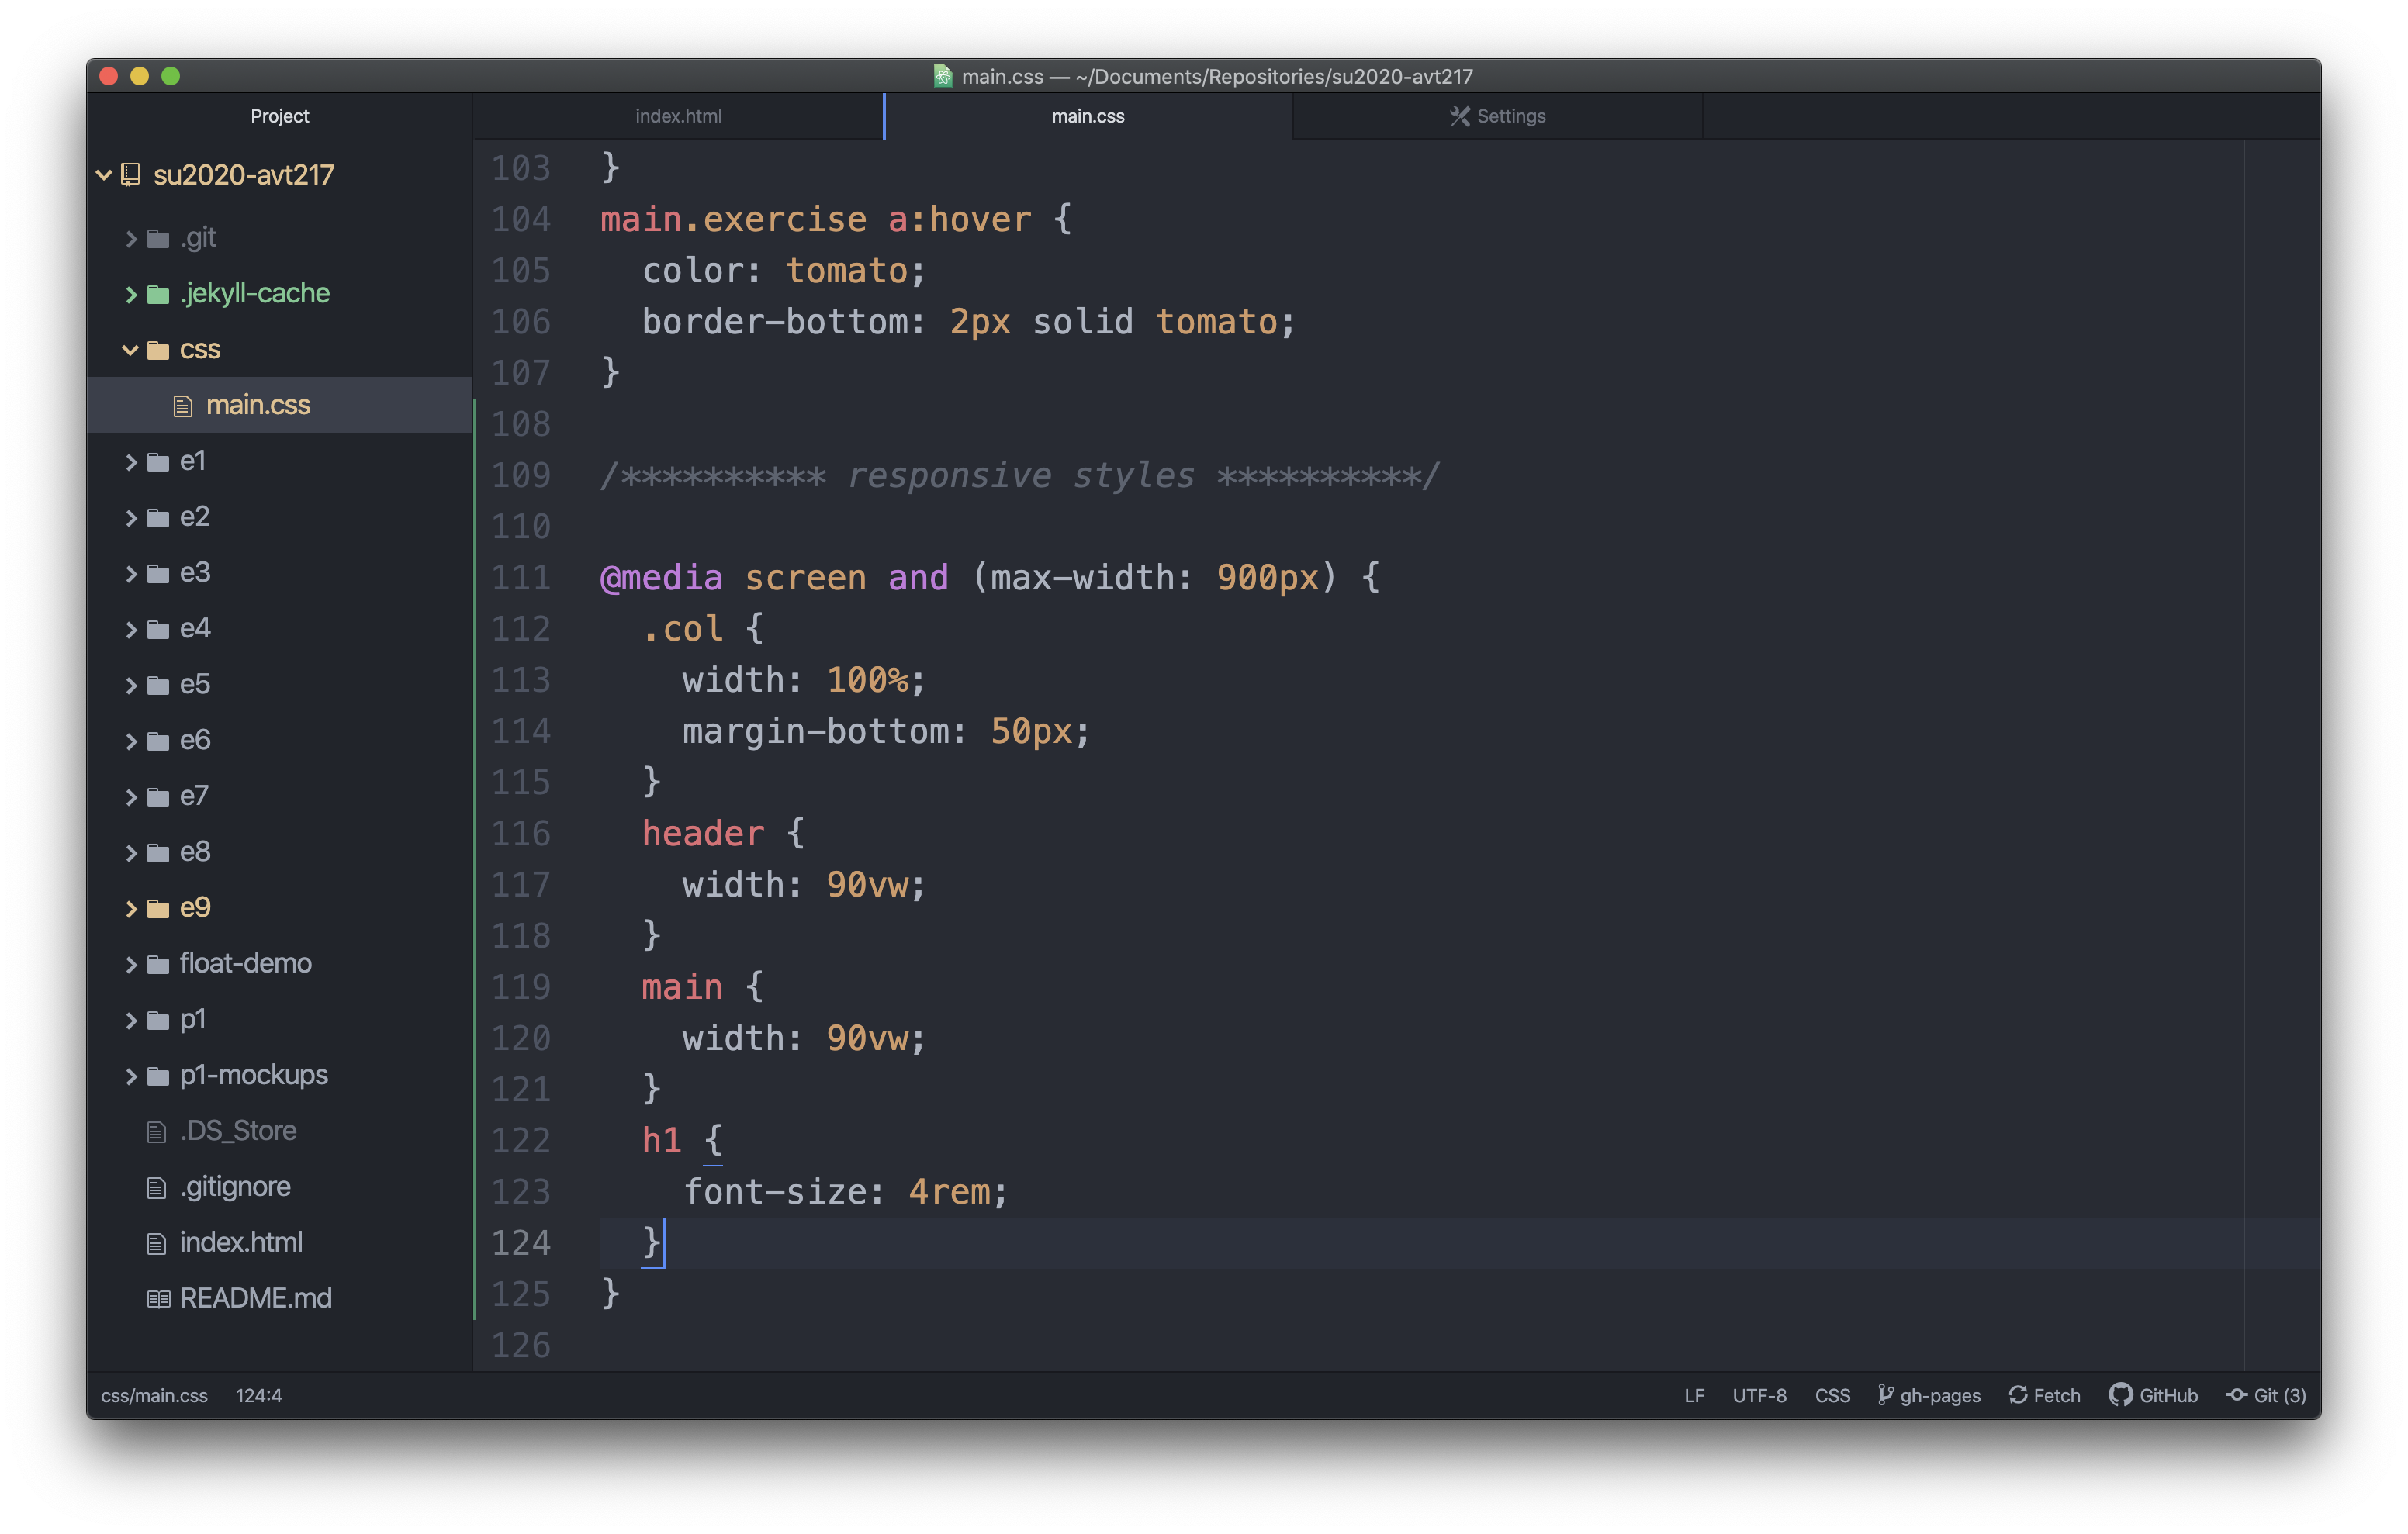 main.css — ~/Documents/Repositories/su2020-avt217
Project
index.html
main.css
Settings
su2020-avt217
.git
.jekyll-cache
css
main.css
e1
e2
e3
e4
e5
e6
e7
e8
e9
float-demo
p1
p1-mockups
.DS_Store
.gitignore
index.html
README.md
103 }
104 main.exercise a:hover {
105   color: tomato;
106   border-bottom: 2px solid tomato;
107 }
108
109 /********** responsive styles **********/
110
111 @media screen and (max-width: 900px) {
112   .col {
113     width: 100%;
114     margin-bottom: 50px;
115   }
116   header {
117     width: 90vw;
118   }
119   main {
120     width: 90vw;
121   }
122   h1 {
123     font-size: 4rem;
124   }
125 }
126
css/main.css 124:4 LF UTF-8 CSS gh-pages Fetch GitHub Git (3)